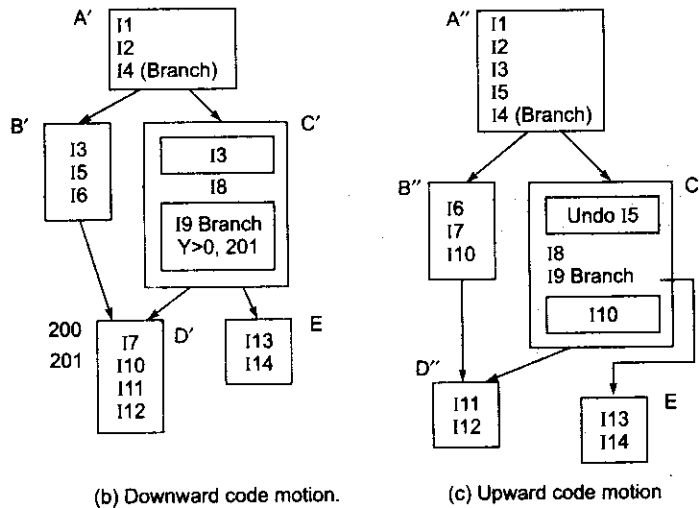 A′
I1
I2
I4 (Branch)
B′
I3
I5
I6
C′
I3
I8
I9 Branch
Y>0, 201
200
201
I7
I10
I11
I12
D′
I13
I14
E
(b) Downward code motion.
A″
I1
I2
I3
I5
I4 (Branch)
B″
I6
I7
I10
C
Undo I5
I8
I9 Branch
I10
D″
I11
I12
E
I13
I14
(c) Upward code motion